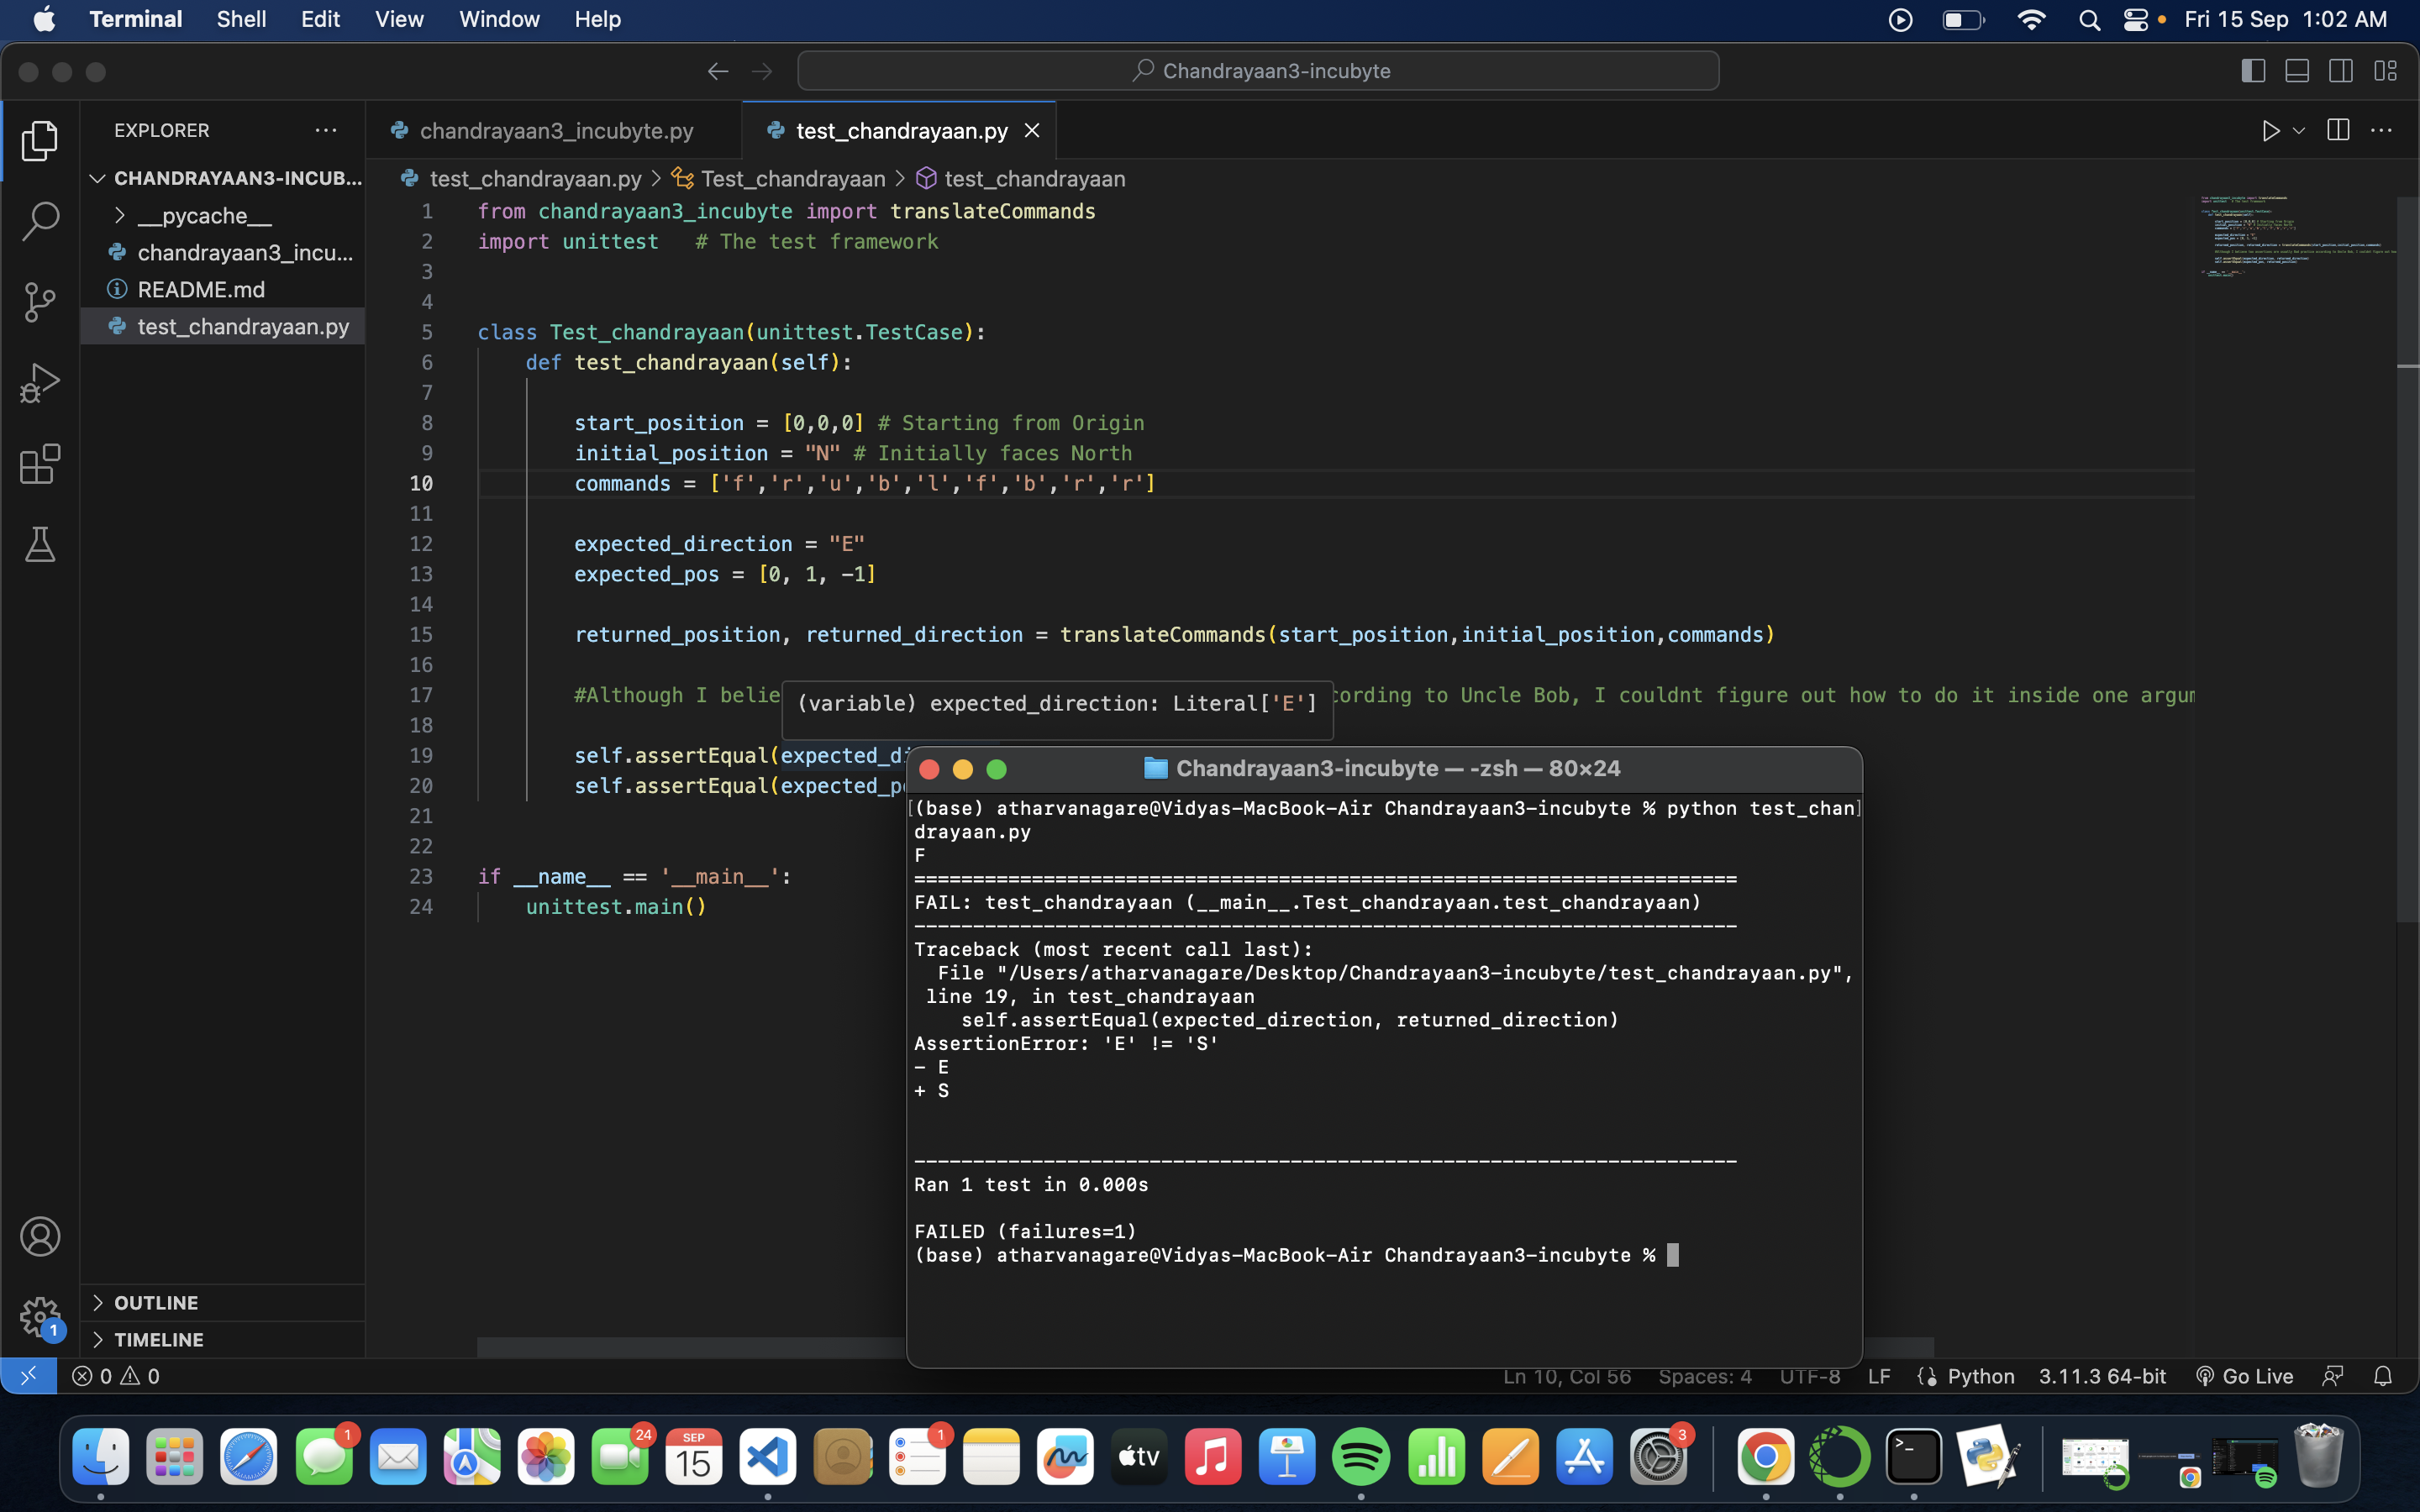 Terminal Shell Edit View Window Help Fri 15 Sep 1:02 AM
Chandrayaan3-incubyte
EXPLORER
chandrayaan3_incubyte.py test_chandrayaan.py
CHANDRAYAAN3-INCUB...
__pycache__
chandrayaan3_incu...
README.md
test_chandrayaan.py
test_chandrayaan.py > Test_chandrayaan > test_chandrayaan
1 from chandrayaan3_incubyte import translateCommands
2 import unittest # The test framework
3
4
5 class Test_chandrayaan(unittest.TestCase):
6 def test_chandrayaan(self):
7
8 start_position = [0,0,0] # Starting from Origin
9 initial_position = "N" # Initially faces North
10 commands = ['f','r','u','b','l','f','b','r','r']
11
12 expected_direction = "E"
13 expected_pos = [0, 1, -1]
14
15 returned_position, returned_direction = translateCommands(start_position,initial_position,commands)
16
17 #Although I belie cording to Uncle Bob, I couldnt figure out how to do it inside one argum
(variable) expected_direction: Literal['E']
18
19 self.assertEqual(expected_di
20 self.assertEqual(expected_po
21
22
23 if __name__ == '__main__':
24 unittest.main()
Chandrayaan3-incubyte — -zsh — 80×24
[(base) atharvanagare@Vidyas-MacBook-Air Chandrayaan3-incubyte % python test_chan]
drayaan.py
F
======================================================================
FAIL: test_chandrayaan (__main__.Test_chandrayaan.test_chandrayaan)
----------------------------------------------------------------------
Traceback (most recent call last):
File "/Users/atharvanagare/Desktop/Chandrayaan3-incubyte/test_chandrayaan.py",
line 19, in test_chandrayaan
self.assertEqual(expected_direction, returned_direction)
AssertionError: 'E' != 'S'
- E
+ S
----------------------------------------------------------------------
Ran 1 test in 0.000s
FAILED (failures=1)
(base) atharvanagare@Vidyas-MacBook-Air Chandrayaan3-incubyte %
OUTLINE
TIMELINE
1
0 0 Ln 10, Col 56 Spaces: 4 UTF-8 LF Python 3.11.3 64-bit Go Live
1 24 SEP 15 1 tv 3